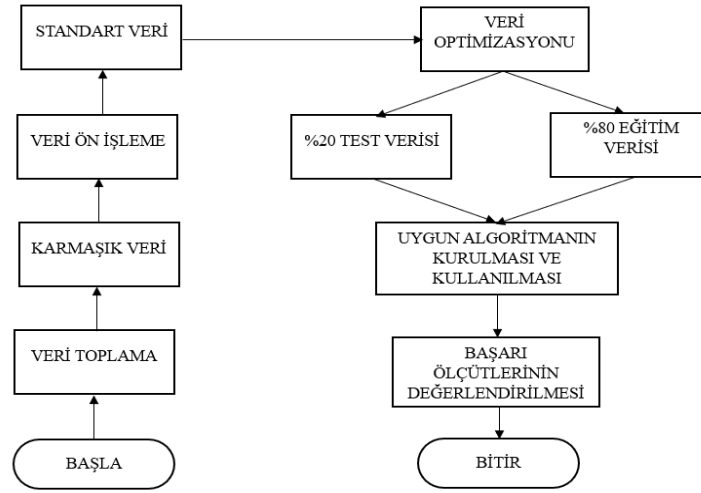 STANDART VERİ
VERİ
OPTİMİZASYONU
VERİ ÖN İŞLEME
%20 TEST VERİSİ
%80 EĞİTİM
VERİSİ
KARMAŞIK VERİ
UYGUN ALGORİTMANIN
KURULMASI VE
KULLANILMASI
VERİ TOPLAMA
BAŞARI
ÖLÇÜTLERİNİN
DEĞERLENDİRİLMESİ
BAŞLA
BİTİR